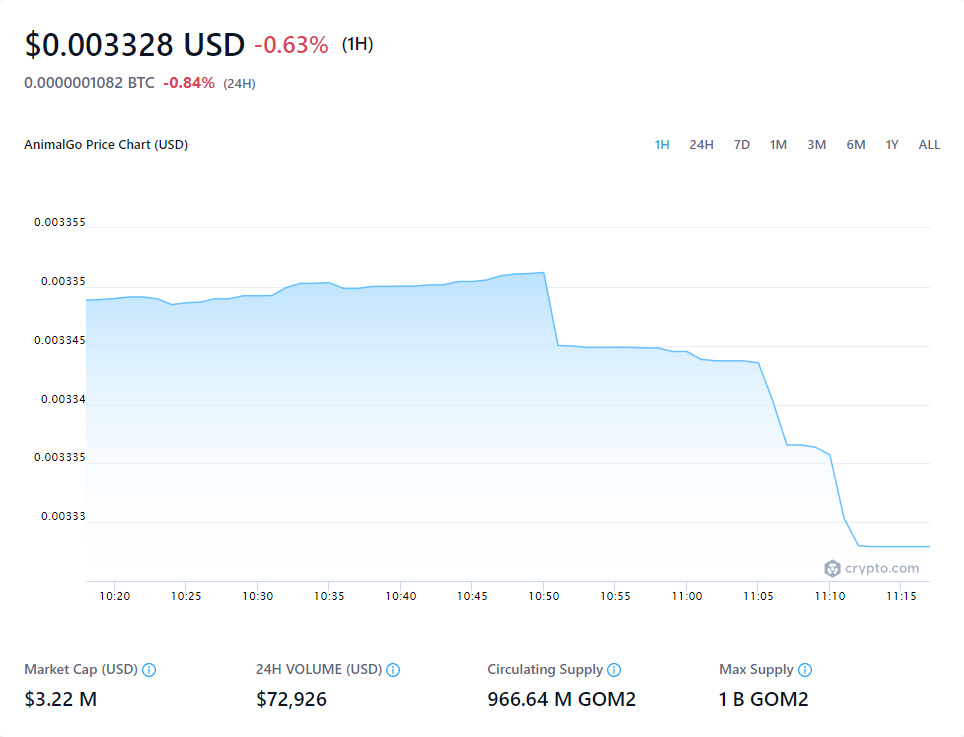 $0.003328 USD -0.63% (1H)
0.0000001082 BTC -0.84% (24H)
AnimalGo Price Chart (USD) 1H 24H 7D 1M 3M 6M 1Y ALL
0.003355
0.00335
0.003345
0.00334
0.003335
0.00333
crypto.com
10:20 10:25 10:30 10:35 10:40 10:45 10:50 10:55 11:00 11:05 11:10 11:15
Market Cap (USD) 24H VOLUME (USD) Circulating Supply Max Supply
$3.22 M $72,926 966.64 M GOM2 1 B GOM2